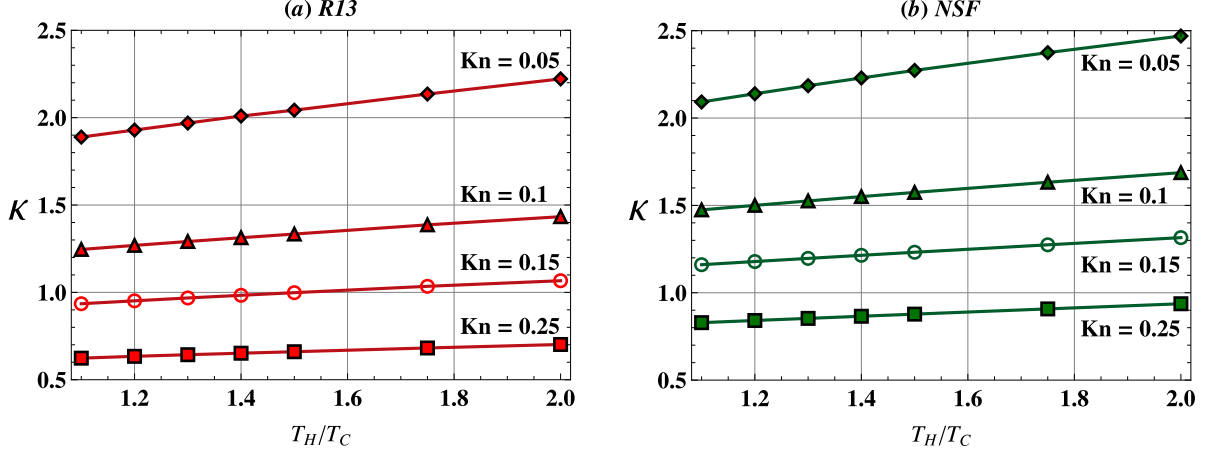 (a) R13
2.5
2.0
1.5
1.0
0.5
κ
Kn = 0.05
Kn = 0.1
Kn = 0.15
Kn = 0.25
1.2 1.4 1.6 1.8 2.0
T_H/T_C
(b) NSF
2.5
2.0
1.5
1.0
0.5
κ
Kn = 0.05
Kn = 0.1
Kn = 0.15
Kn = 0.25
1.2 1.4 1.6 1.8 2.0
T_H/T_C